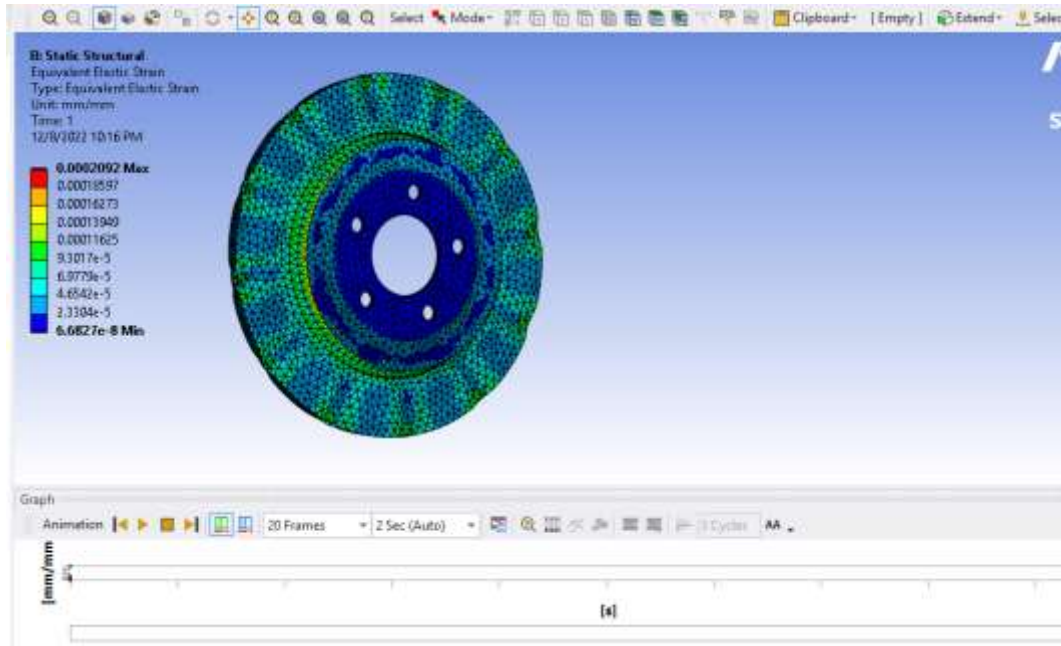 Select Mode- Clipboard- [Empty] Extend- Selec
B: Static Structural
Equivalent Elastic Strain
Type: Equivalent Elastic Strain
Unit: mm/mm
Time: 1
12/8/2022 10:16 PM
0.0002092 Max
0.00018597
0.00016273
0.00013949
0.00011625
9.3017e-5
6.9779e-5
4.6542e-5
2.3304e-5
6.6827e-8 Min
Graph
Animation 20 Frames 2 Sec (Auto) 3 Cycles AA
[mm/mm
[s]